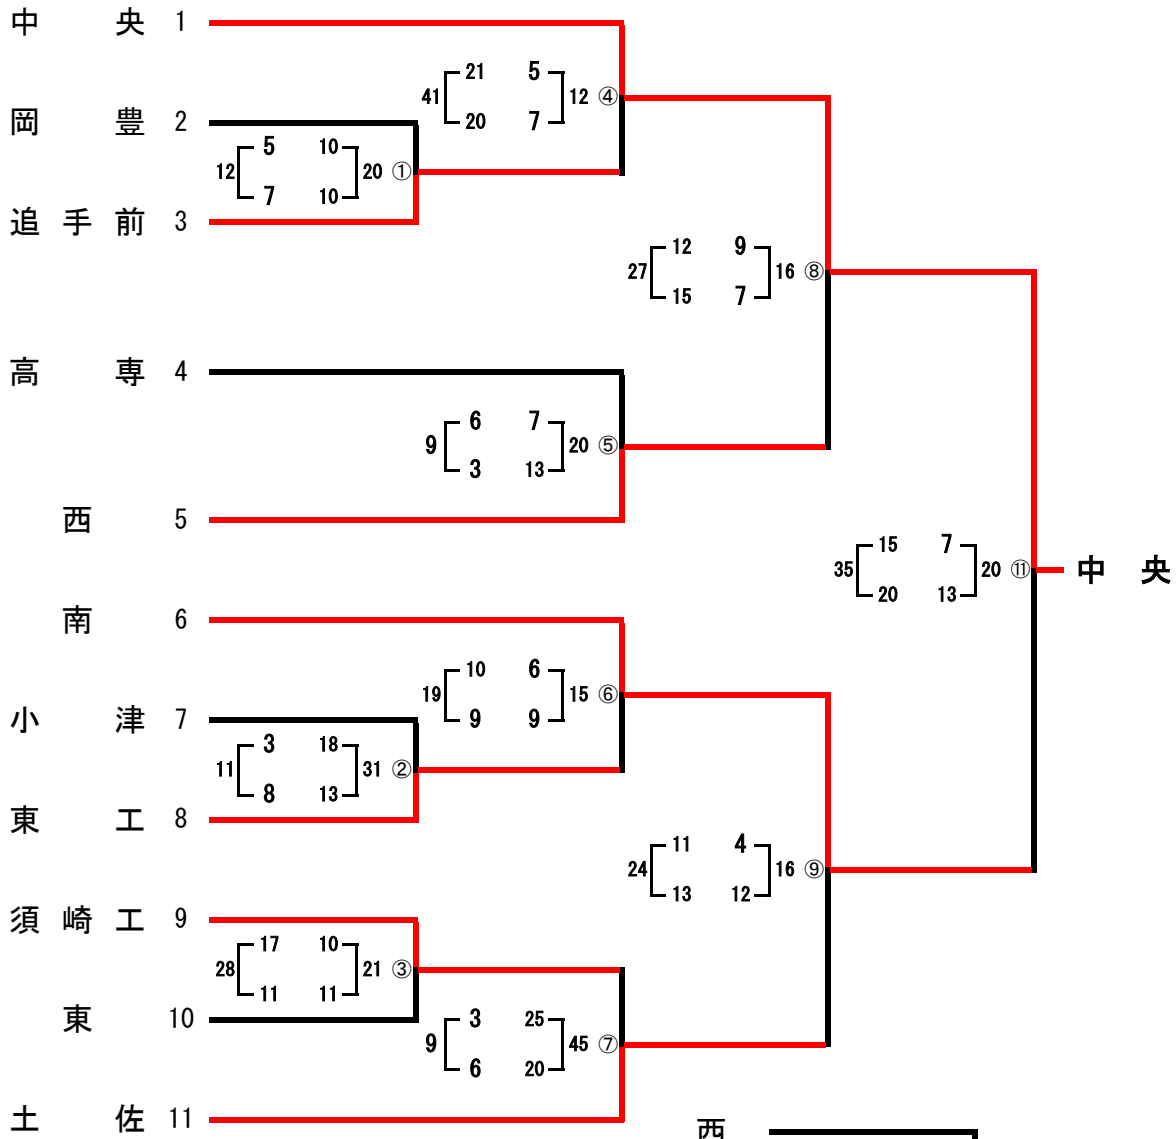 中央 1
21 5
41 12 ④
20 7
岡豊 2
5 10
12 20 ①
7 10
追手前 3
12 9
27 16 ⑧
15 7
高専 4
6 7
9 20 ⑤
3 13
西 5
15 7
35 20 ⑪ 中央
20 13
南 6
10 6
19 15 ⑥
9 9
小津 7
3 18
11 31 ②
8 13
東工 8
11 4
24 16 ⑨
13 12
須崎工 9
17 10
28 21 ③
11 11
東 10
3 25
9 45 ⑦
6 20
土佐 11
西